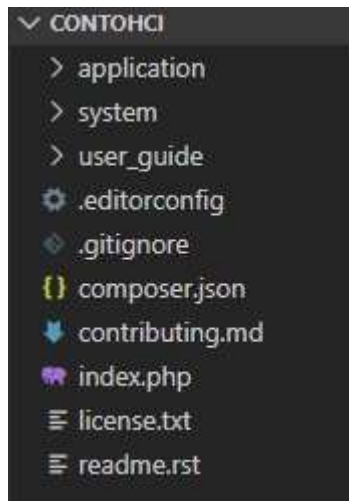 CONTOHCI
application
system
user_guide
.editorconfig
.gitignore
{} composer.json
contributing.md
index.php
license.txt
readme.rst